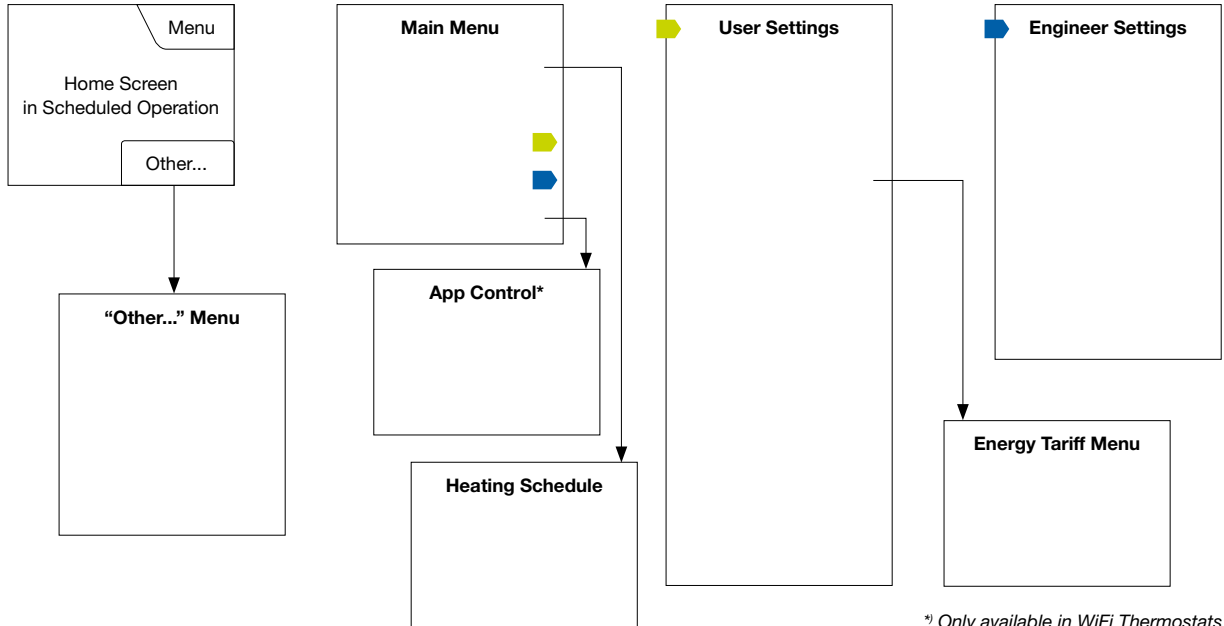 Menu
Home Screen
in Scheduled Operation
Other...
“Other...” Menu
Main Menu
App Control*
Heating Schedule
User Settings
Engineer Settings
Energy Tariff Menu
*) Only available in WiFi Thermostats